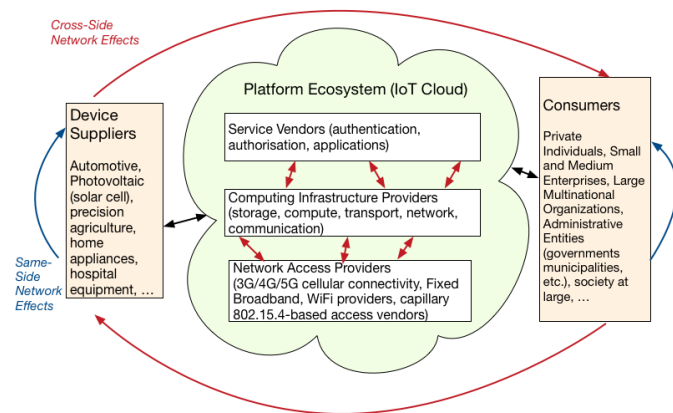 Cross-Side
Network Effects
Platform Ecosystem (IoT Cloud)
Device
Suppliers
Automotive,
Photovoltaic
(solar cell),
precision
agriculture,
home
appliances,
hospital
equipment, ...
Same-
Side
Network
Effects
Service Vendors (authentication,
authorisation, applications)
Computing Infrastructure Providers
(storage, compute, transport, network,
communication)
Network Access Providers
(3G/4G/5G cellular connectivity, Fixed
Broadband, WiFi providers, capillary
802.15.4-based access vendors)
Consumers
Private
Individuals, Small
and Medium
Enterprises, Large
Multinational
Organizations,
Administrative
Entities
(governments
municipalities,
etc.), society at
large, ...